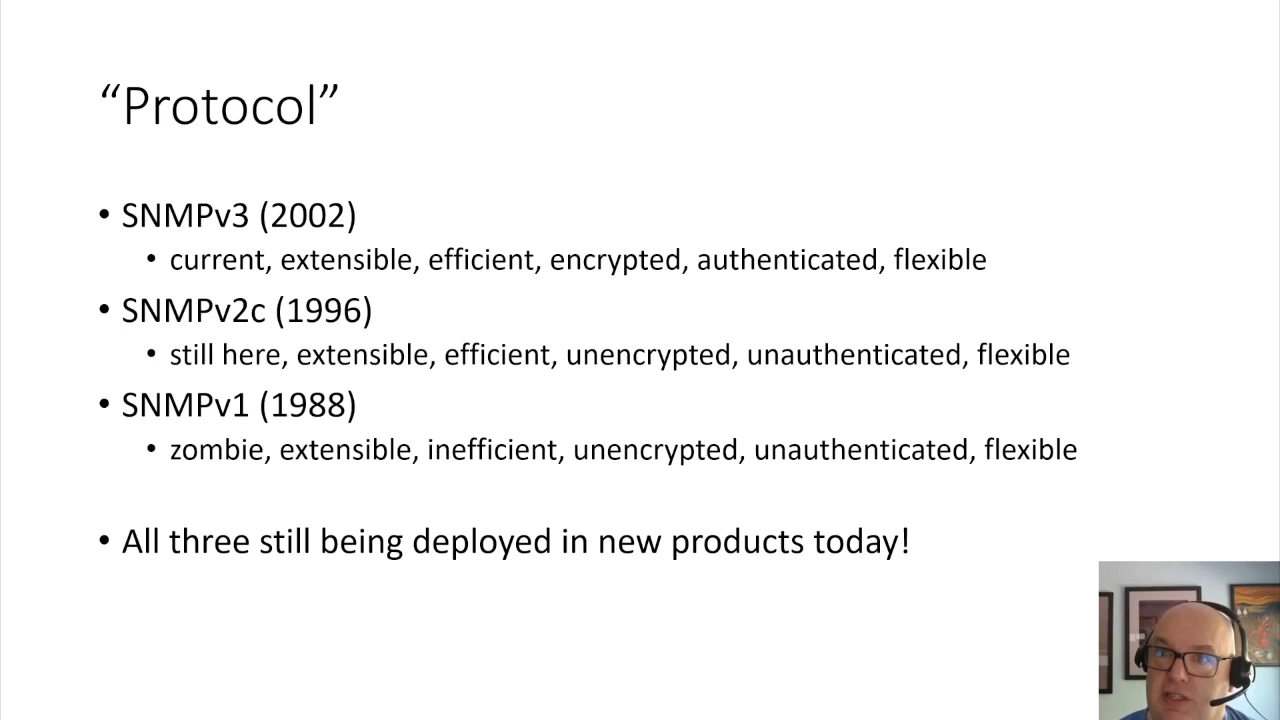 “Protocol”
• SNMPv3 (2002)
• current, extensible, efficient, encrypted, authenticated, flexible
• SNMPv2c (1996)
• still here, extensible, efficient, unencrypted, unauthenticated, flexible
• SNMPv1 (1988)
• zombie, extensible, inefficient, unencrypted, unauthenticated, flexible
• All three still being deployed in new products today!